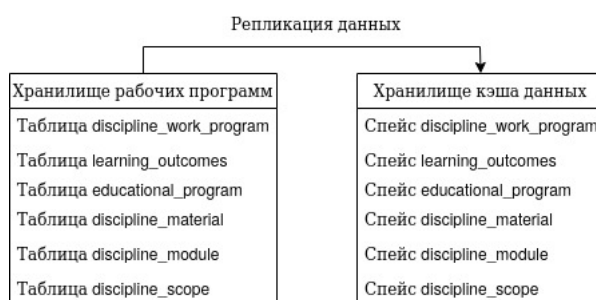 Репликация данных
Хранилище рабочих программ
Таблица discipline_work_program
Таблица learning_outcomes
Таблица educational_program
Таблица discipline_material
Таблица discipline_module
Таблица discipline_scope
Хранилище кэша данных
Спейс discipline_work_program
Спейс learning_outcomes
Спейс educational_program
Спейс discipline_material
Спейс discipline_module
Спейс discipline_scope